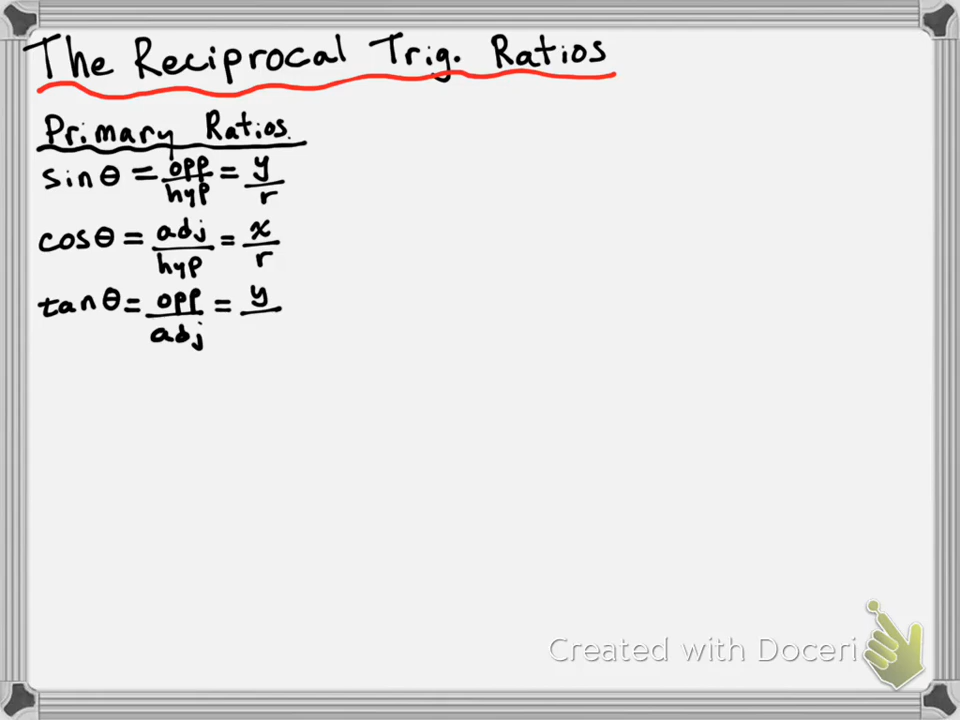 The Reciprocal Trig. Ratios
Primary Ratios.
sinθ = opp/hyp = y/r
cosθ = adj/hyp = x/r
tanθ = opp/adj = y/
Created with Doceri